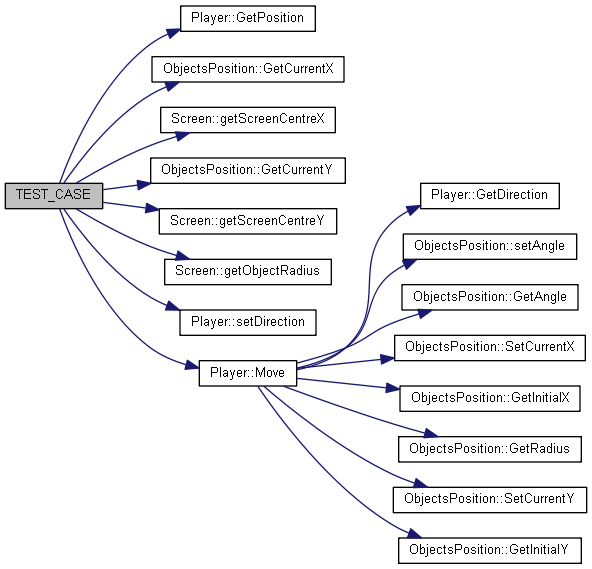 Player::GetPosition
ObjectsPosition::GetCurrentX
Screen::getScreenCentreX
ObjectsPosition::GetCurrentY
TEST_CASE
Screen::getScreenCentreY
Screen::getObjectRadius
Player::setDirection
Player::Move
Player::GetDirection
ObjectsPosition::setAngle
ObjectsPosition::GetAngle
ObjectsPosition::SetCurrentX
ObjectsPosition::GetInitialX
ObjectsPosition::GetRadius
ObjectsPosition::SetCurrentY
ObjectsPosition::GetInitialY